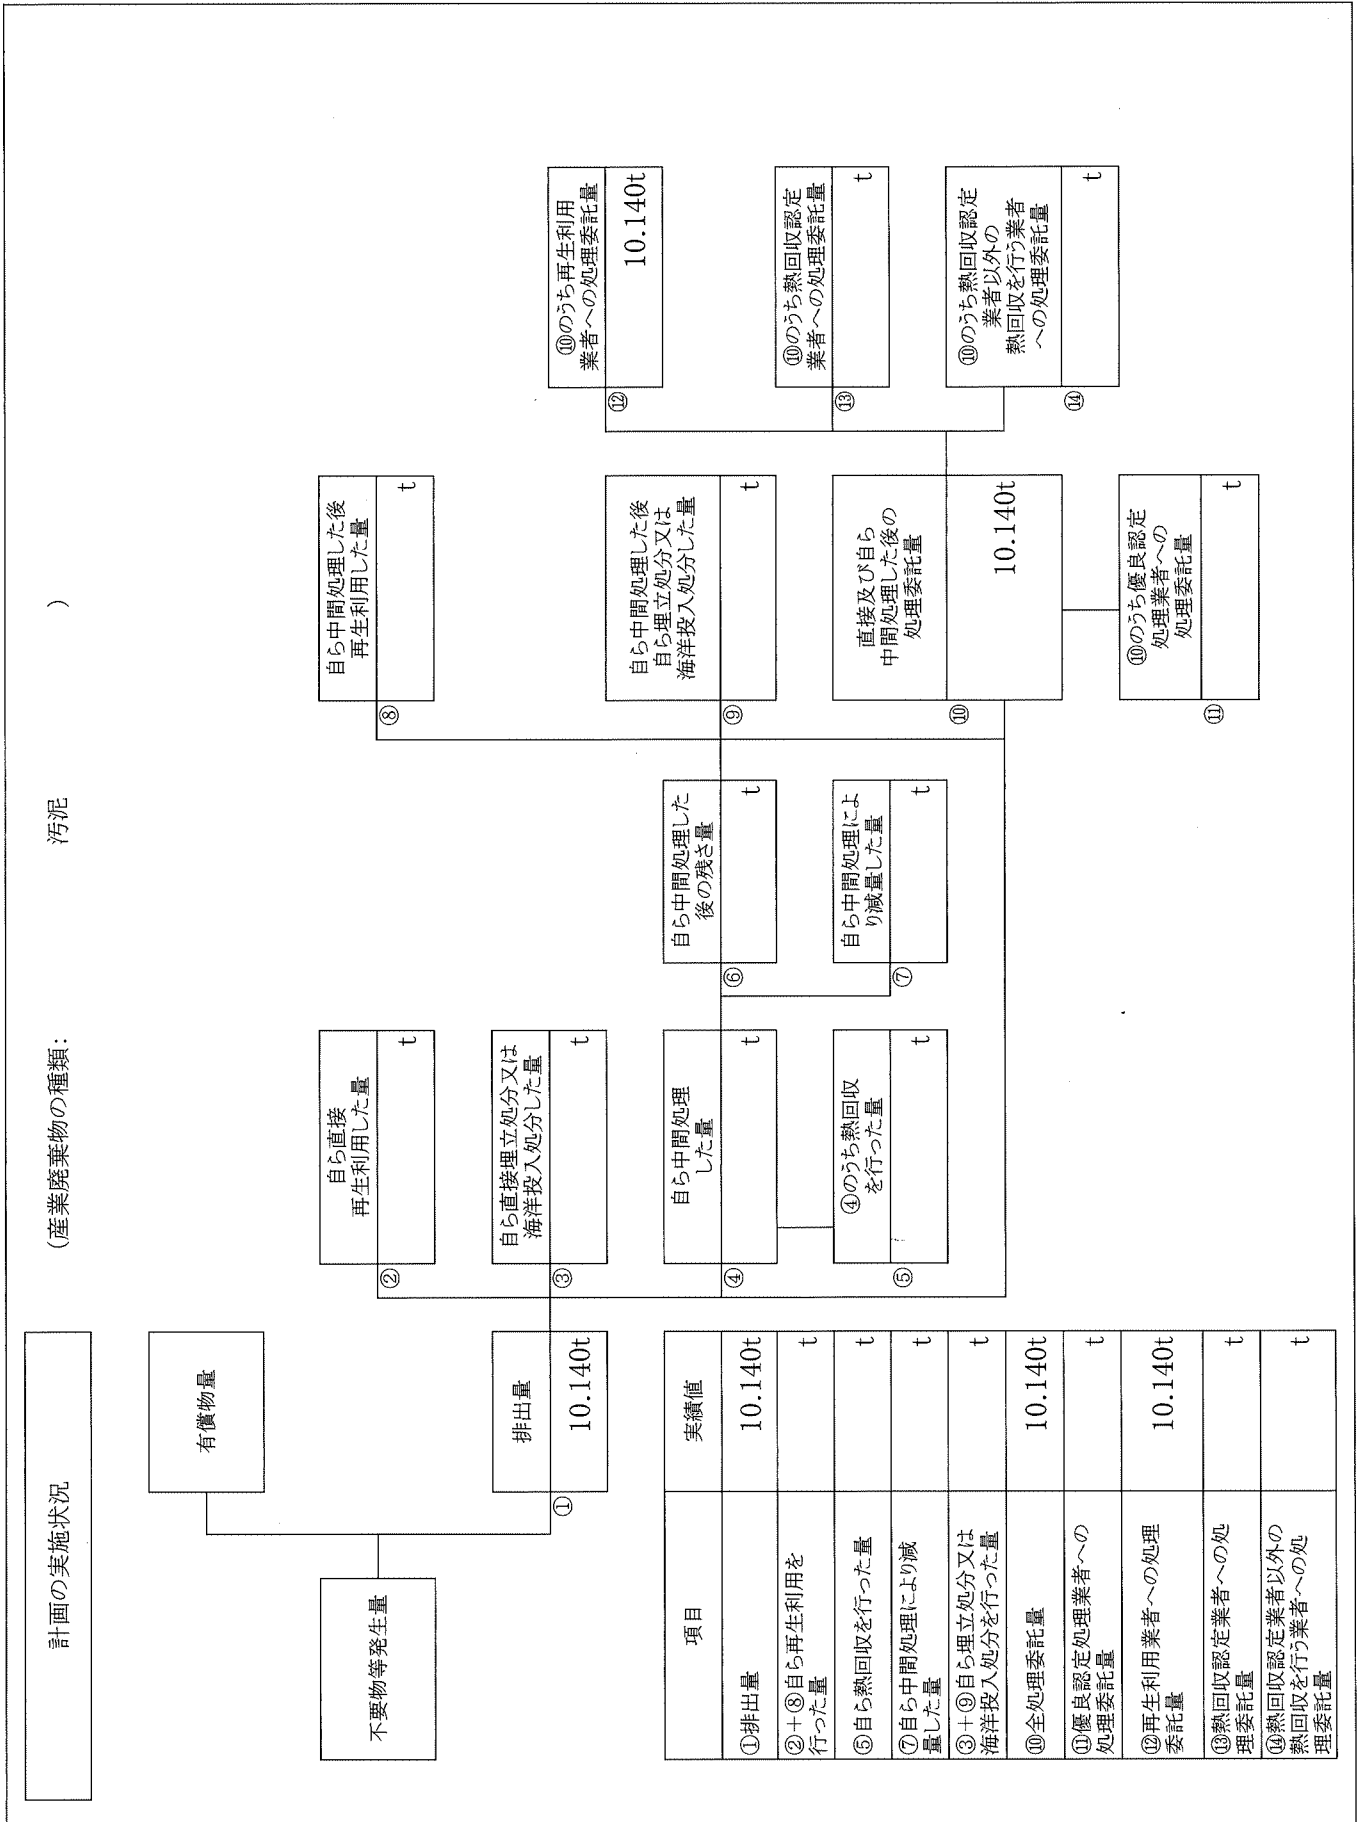 計画の実施状況
(産業廃棄物の種類：
汚泥
)
不要物等発生量
有償物量
排出量
①
10.140t
自ら直接
再生利用した量
②
t
自ら直接埋立処分又は
海洋投入処分した量
③
t
自ら中間処理
した量
④
t
④のうち熱回収
を行った量
⑤
t
自ら中間処理した
後の残さ量
⑥
t
自ら中間処理によ
り減量した量
⑦
t
自ら中間処理した後
再生利用した量
⑧
t
自ら中間処理した後
自ら埋立処分又は
海洋投入処分した量
⑨
t
直接及び自ら
中間処理した後の
処理委託量
⑩
10.140t
⑩のうち優良認定
処理業者への
処理委託量
⑪
t
⑩のうち再生利用
業者への処理委託量
⑫
10.140t
⑩のうち熱回収認定
業者への処理委託量
⑬
t
⑩のうち熱回収認定
業者以外の
熱回収を行う業者
への処理委託量
⑭
t
項目
実績値
①排出量
10.140t
②＋⑧自ら再生利用を
行った量
t
⑤自ら熱回収を行った量
t
⑦自ら中間処理により減
量した量
t
③＋⑨自ら埋立処分又は
海洋投入処分を行った量
t
⑩全処理委託量
10.140t
⑪優良認定処理業者への
処理委託量
t
⑫再生利用業者への処理
委託量
10.140t
⑬熱回収認定業者への処
理委託量
t
⑭熱回収認定業者以外の
熱回収を行う業者への処
理委託量
t